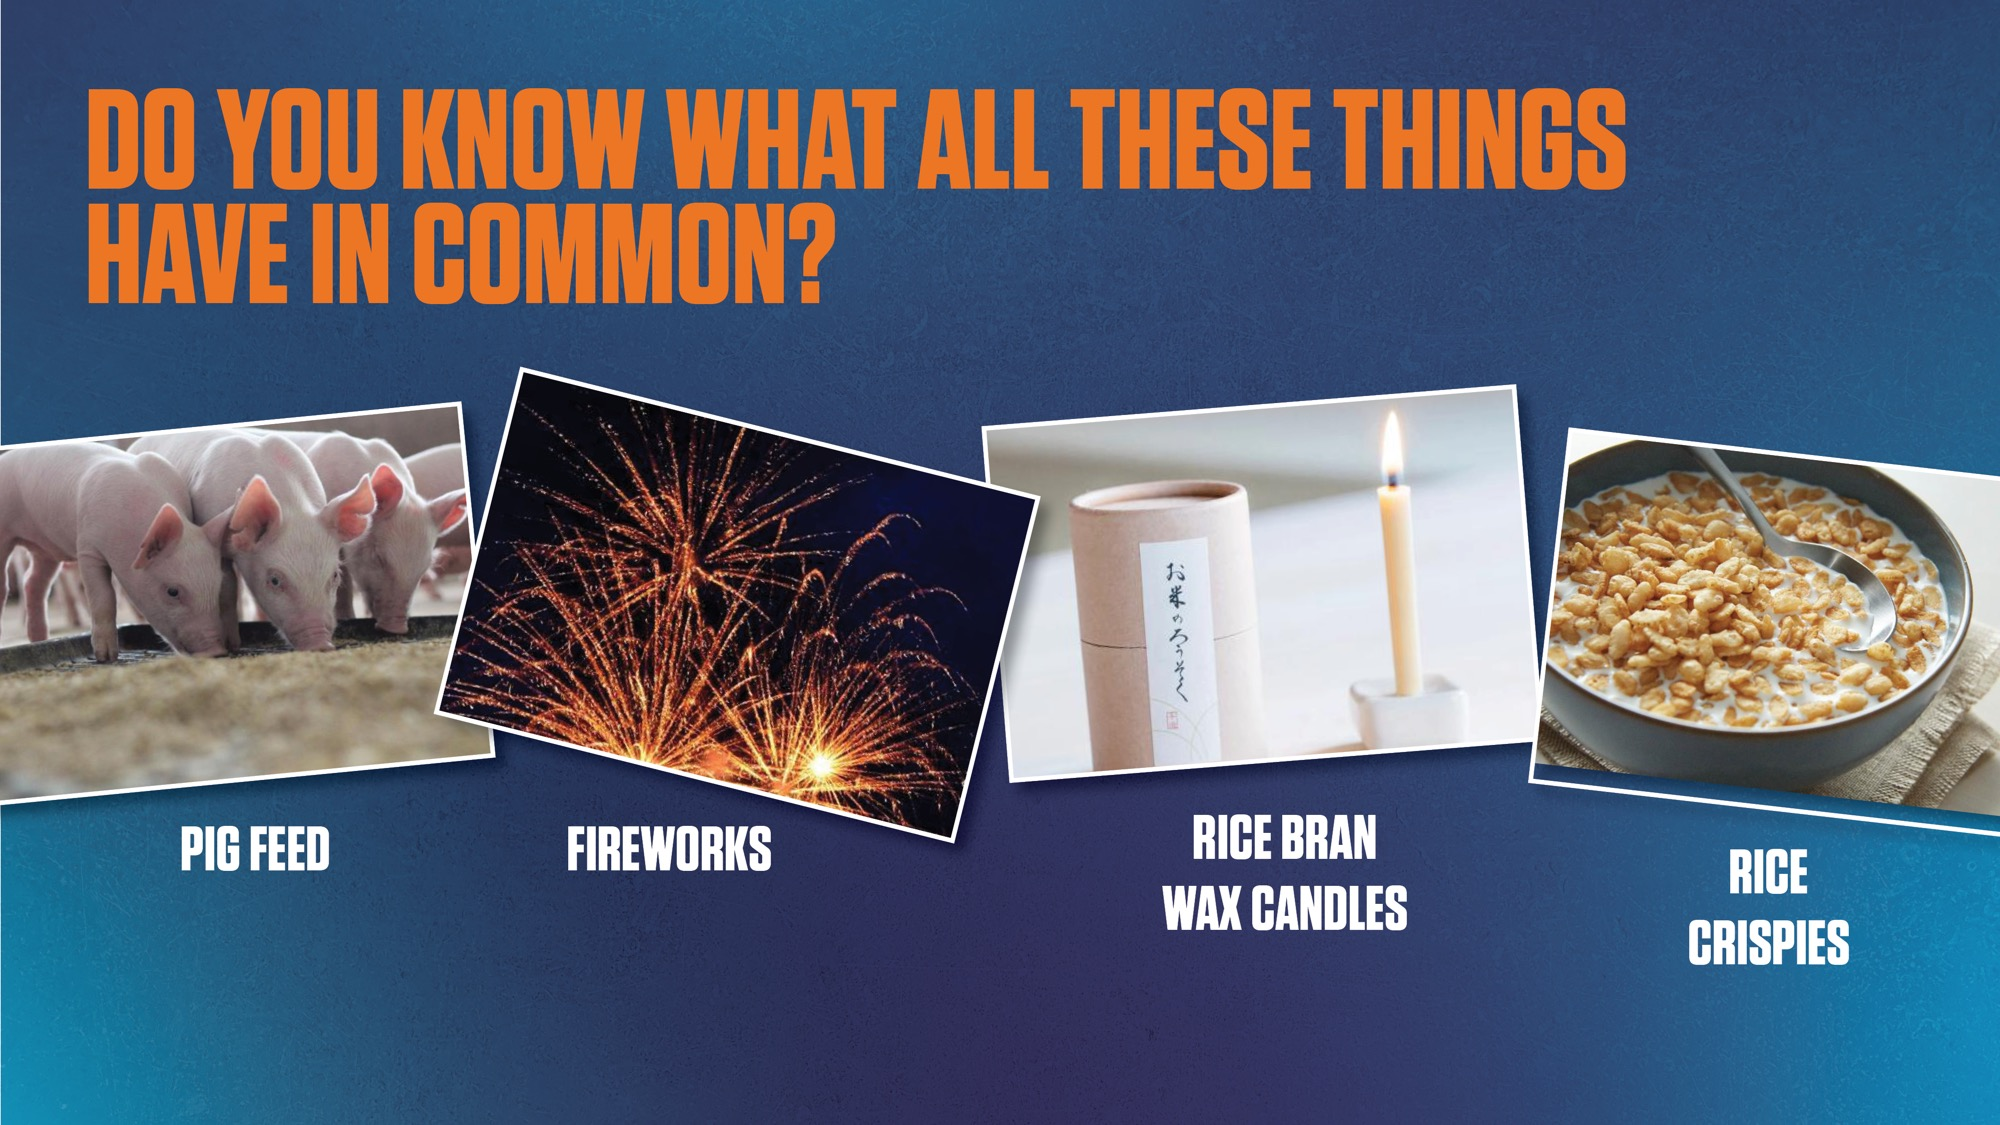 DO YOU KNOW WHAT ALL THESE THINGS
HAVE IN COMMON?
お米のろうそく
PIG FEED
FIREWORKS
RICE BRAN
WAX CANDLES
RICE
CRISPIES